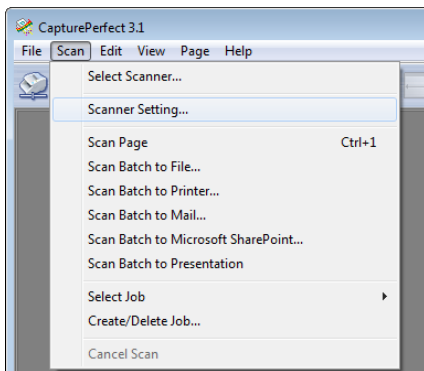 CapturePerfect 3.1
File Scan Edit View Page Help
Select Scanner...
Scanner Setting...
Scan Page Ctrl+1
Scan Batch to File...
Scan Batch to Printer...
Scan Batch to Mail...
Scan Batch to Microsoft SharePoint...
Scan Batch to Presentation
Select Job
Create/Delete Job...
Cancel Scan